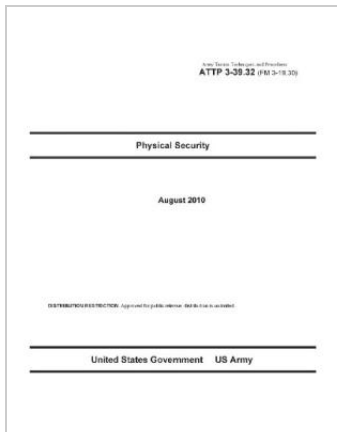 Army Tactics, Techniques, and Procedures
ATTP 3-39.32 (FM 3-19.30)
Physical Security
August 2010
DISTRIBUTION RESTRICTION: Approved for public release; distribution is unlimited.
United States Government US Army